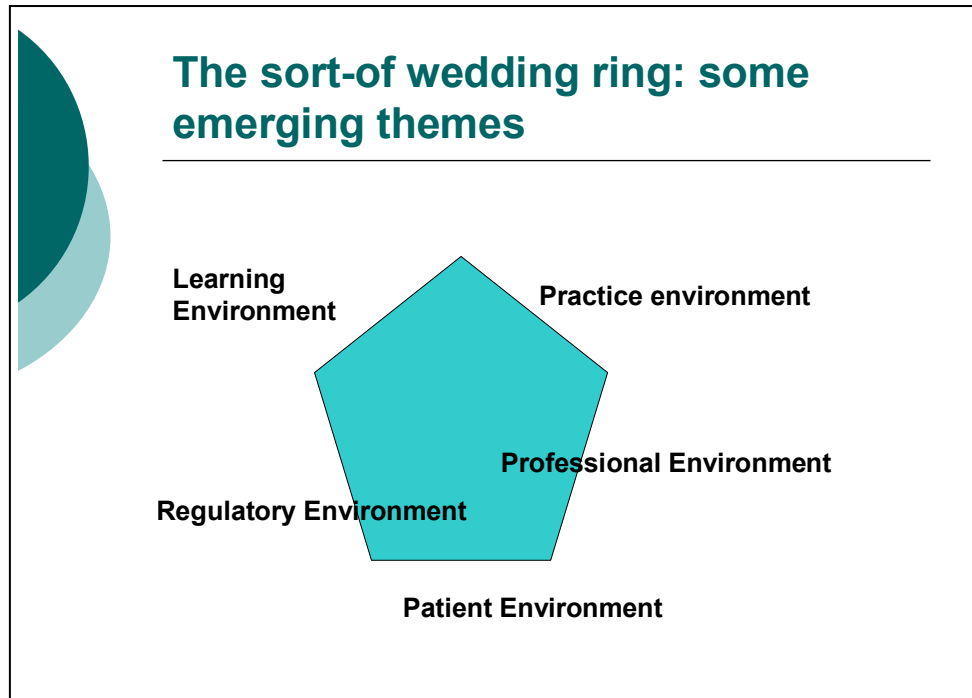 The sort-of wedding ring: some
emerging themes
Learning
Environment
Practice environment
Professional Environment
Regulatory Environment
Patient Environment